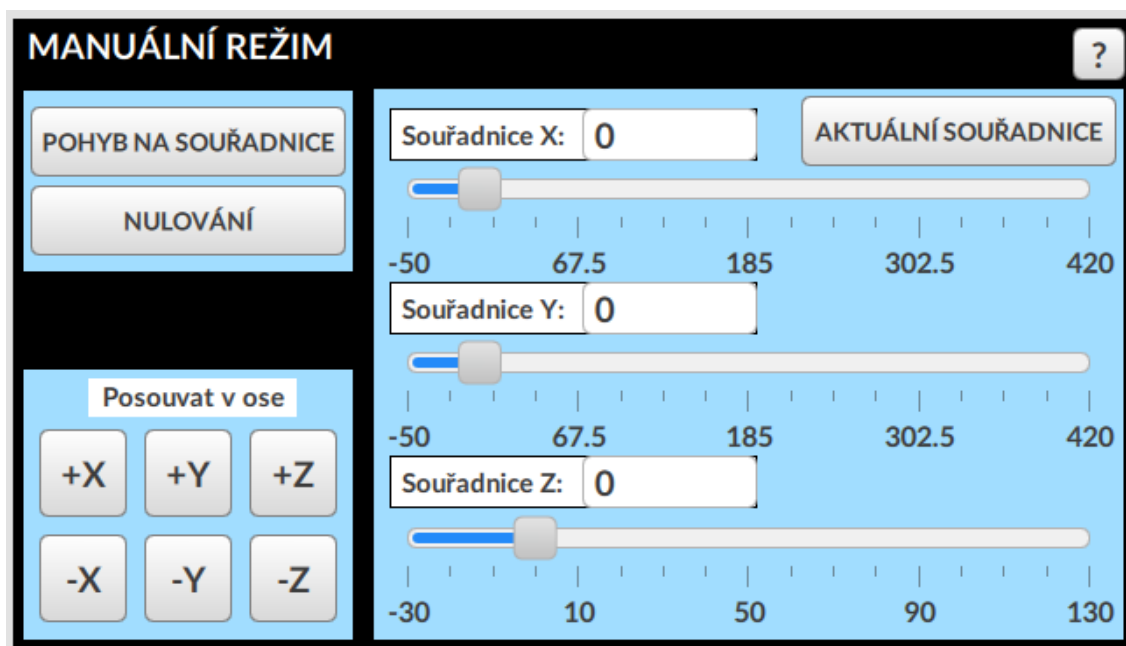 MANUÁLNÍ REŽIM
?
POHYB NA SOUŘADNICE
NULOVÁNÍ
Souřadnice X: 0
AKTUÁLNÍ SOUŘADNICE
-50 67.5 185 302.5 420
Souřadnice Y: 0
-50 67.5 185 302.5 420
Souřadnice Z: 0
-30 10 50 90 130
Posouvat v ose
+X +Y +Z
-X -Y -Z